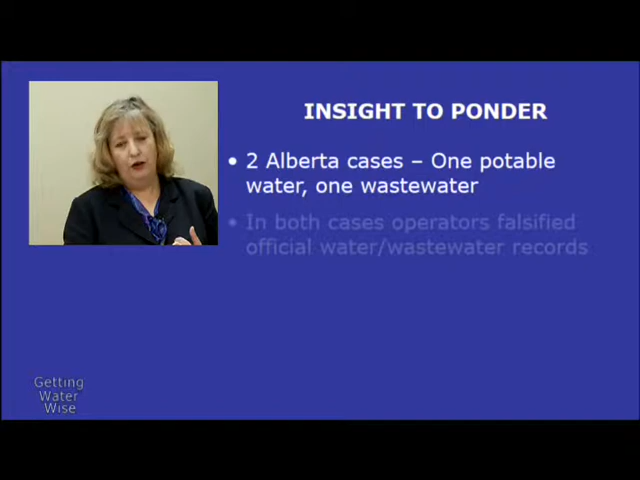 INSIGHT TO PONDER
• 2 Alberta cases – One potable
water, one wastewater
• In both cases operators falsified
official water/wastewater records
Getting
Water
Wise